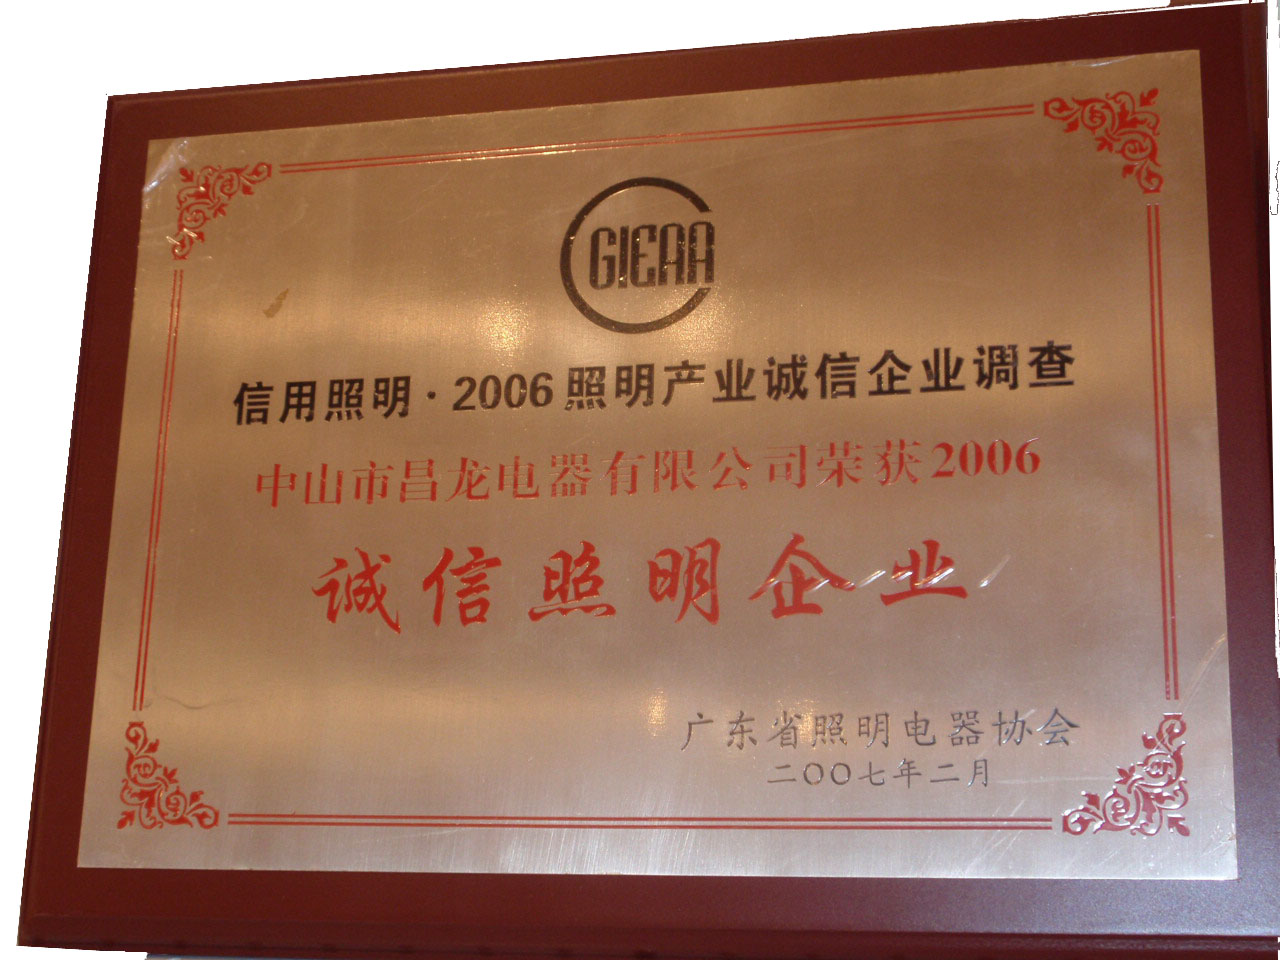 GIEAA
信用照明·2006照明产业诚信企业调查
中山市昌龙电器有限公司荣获2006
诚信照明企业
广东省照明电器协会
二〇〇七年二月